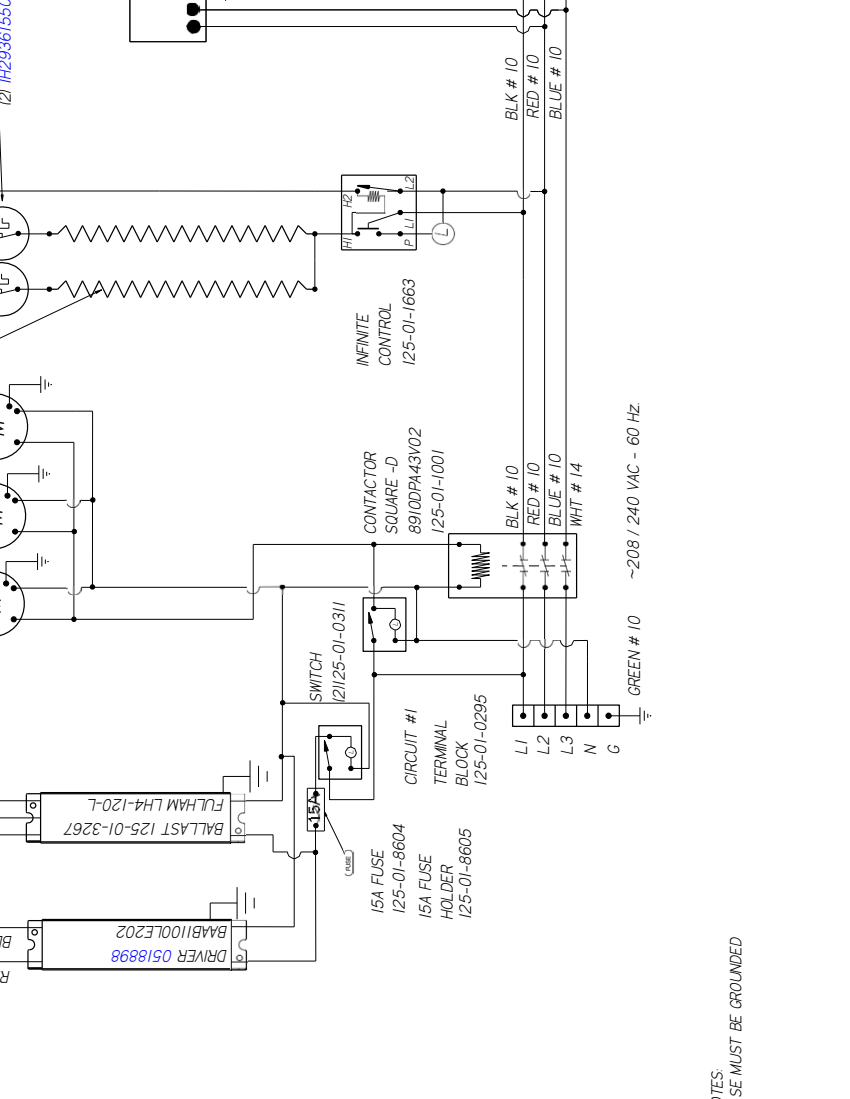 (2) IH29361550
BLK # 10
RED # 10
BLUE # 10
H2
L2
H1
P
L1
L
INFINITE
CONTROL
125-01-1663
CONTACTOR
SQUARE -D
8910DPA43V02
125-01-1001
BLK # 10
RED # 10
BLUE # 10
WHT # 14
~208 / 240 VAC - 60 Hz.
GREEN # 10
SWITCH
(2)125-01-0311
L
L
CIRCUIT #1
TERMINAL
BLOCK
125-01-0295
L1
L2
L3
N
G
15A
FUSE
15A FUSE
125-01-8604
15A FUSE
HOLDER
125-01-8605
BALLAST 125-01-3267
FULHAM LH4-120-L
DRIVER 0518898
BAAB11100LE202
OTES:
SE MUST BE GROUNDED